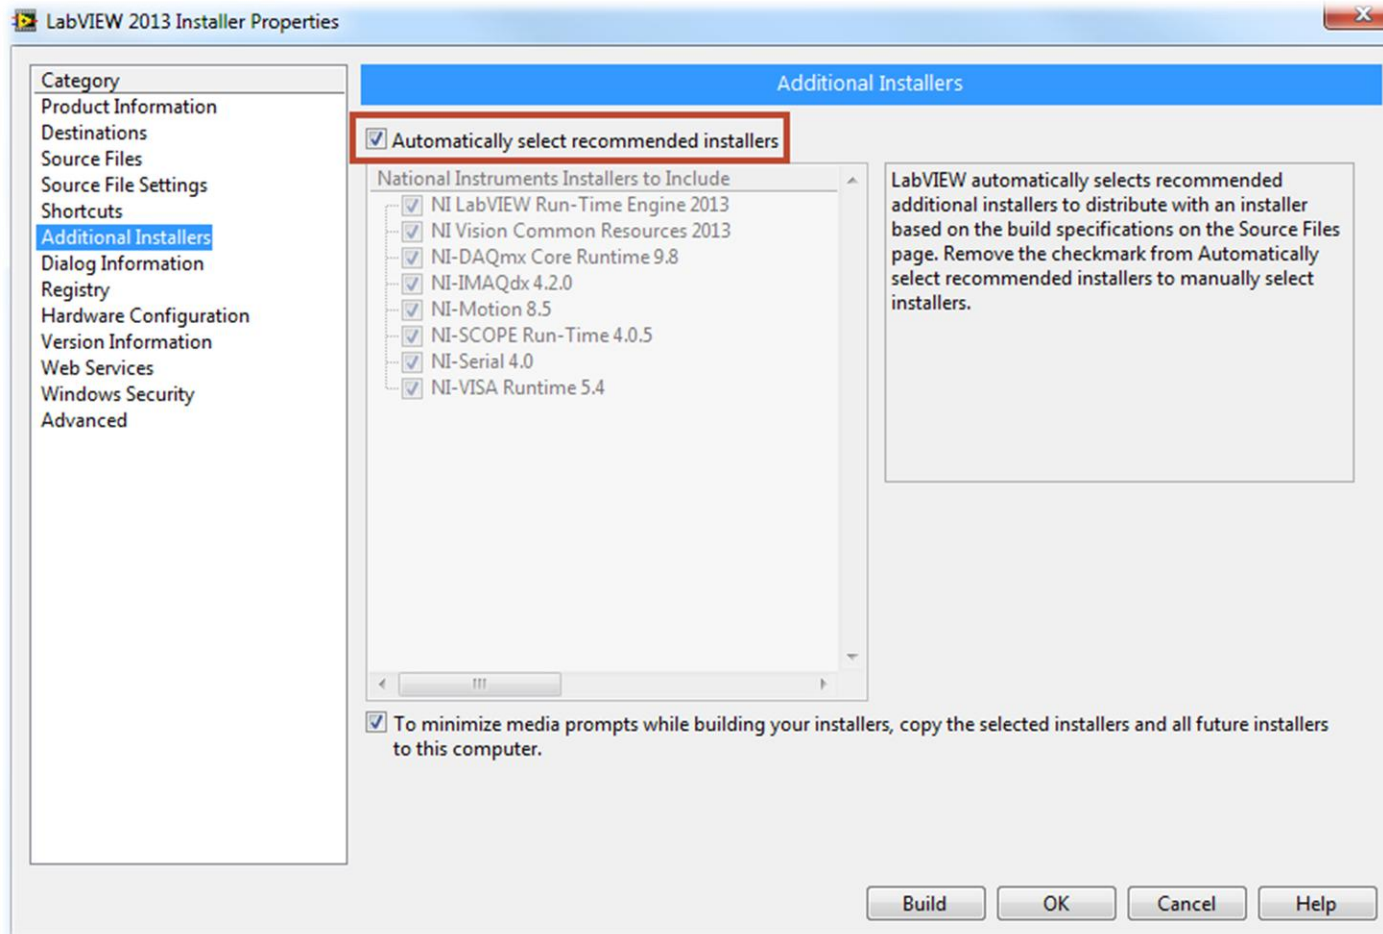 LabVIEW 2013 Installer Properties
Category
Product Information
Destinations
Source Files
Source File Settings
Shortcuts
Additional Installers
Dialog Information
Registry
Hardware Configuration
Version Information
Web Services
Windows Security
Advanced
Additional Installers
Automatically select recommended installers
National Instruments Installers to Include
NI LabVIEW Run-Time Engine 2013
NI Vision Common Resources 2013
NI-DAQmx Core Runtime 9.8
NI-IMAQdx 4.2.0
NI-Motion 8.5
NI-SCOPE Run-Time 4.0.5
NI-Serial 4.0
NI-VISA Runtime 5.4
LabVIEW automatically selects recommended
additional installers to distribute with an installer
based on the build specifications on the Source Files
page. Remove the checkmark from Automatically
select recommended installers to manually select
installers.
To minimize media prompts while building your installers, copy the selected installers and all future installers
to this computer.
Build
OK
Cancel
Help